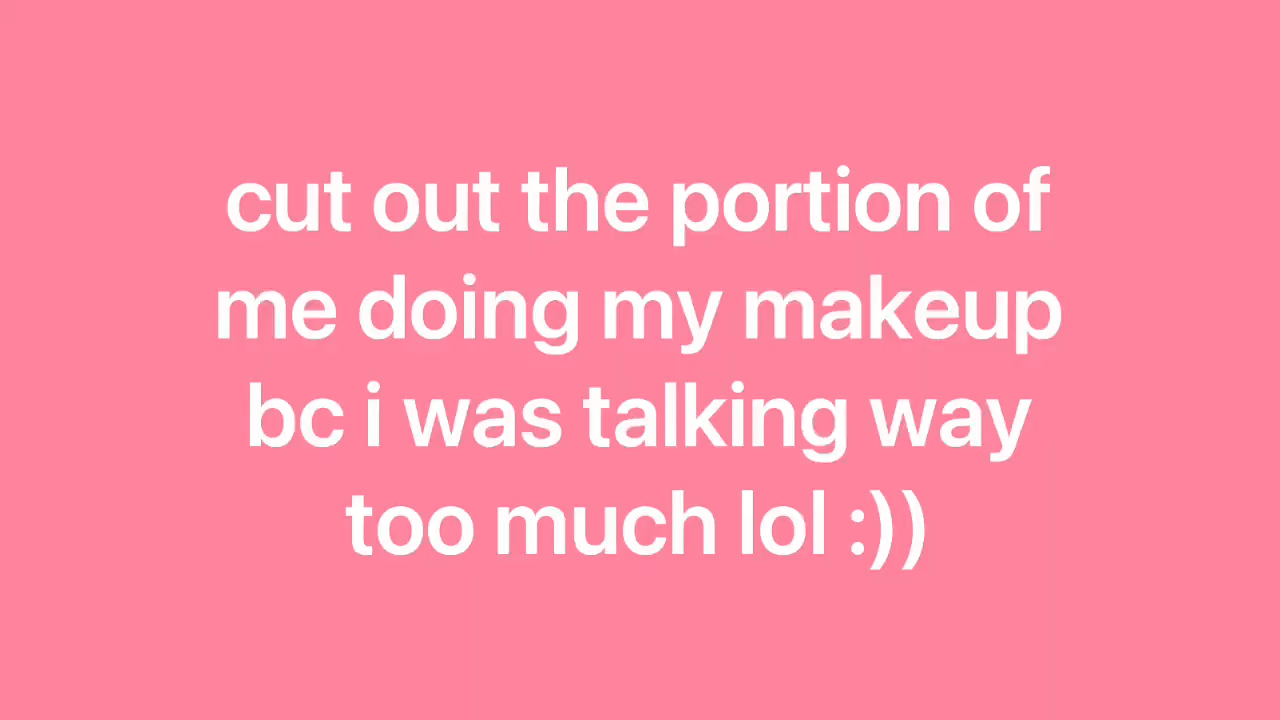 cut out the portion of
me doing my makeup
bc i was talking way
too much lol :))